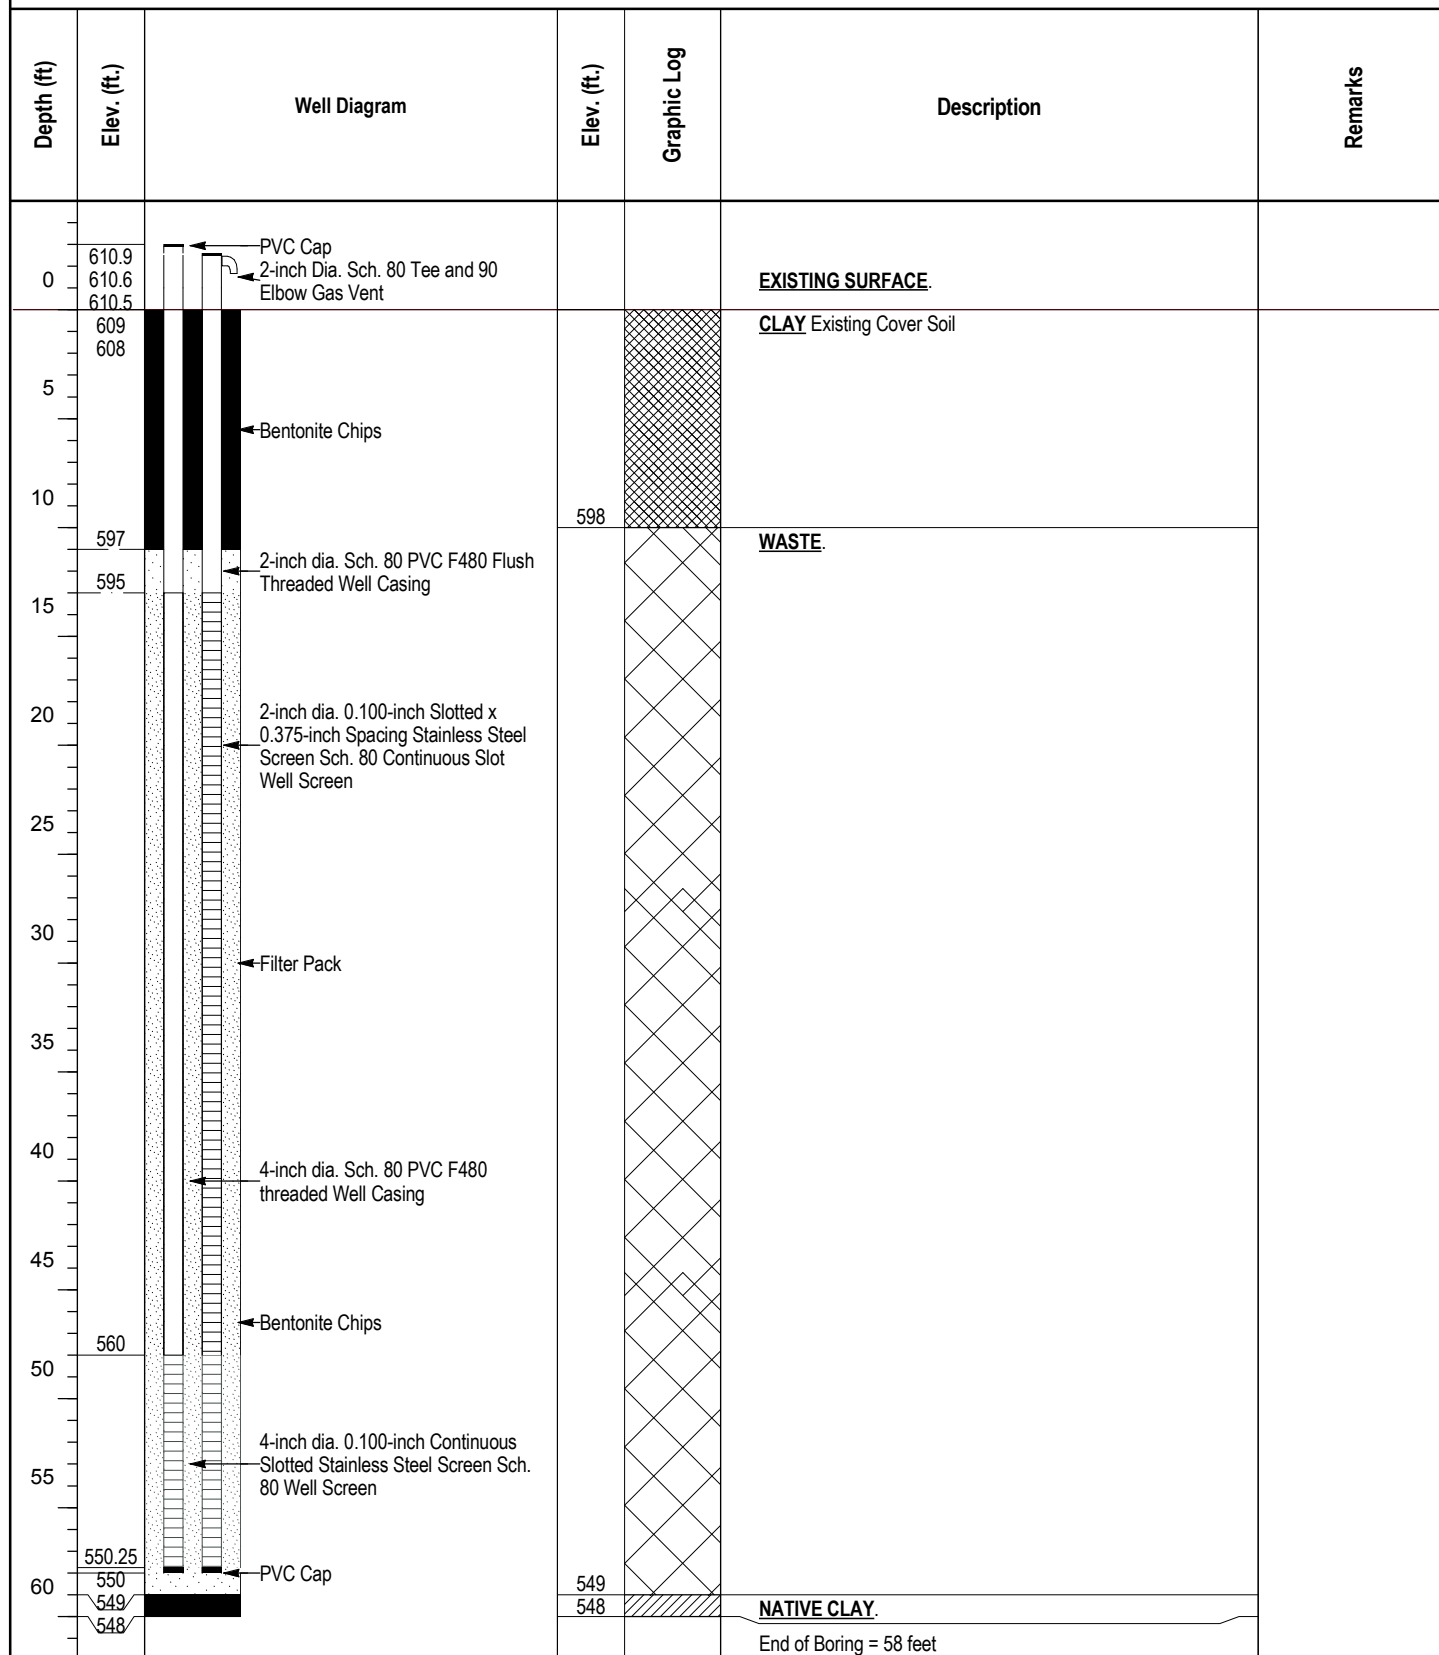 Depth (ft)
Elev. (ft.)
Well Diagram
Elev. (ft.)
Graphic Log
Description
Remarks
PVC Cap
610.9
2-inch Dia. Sch. 80 Tee and 90
Elbow Gas Vent
0
610.6
EXISTING SURFACE.
610.5
609
CLAY Existing Cover Soil
608
5
Bentonite Chips
10
598
597
WASTE.
2-inch dia. Sch. 80 PVC F480 Flush
Threaded Well Casing
595
15
20
2-inch dia. 0.100-inch Slotted x
0.375-inch Spacing Stainless Steel
Screen Sch. 80 Continuous Slot
Well Screen
25
30
Filter Pack
35
40
4-inch dia. Sch. 80 PVC F480
threaded Well Casing
45
Bentonite Chips
560
50
4-inch dia. 0.100-inch Continuous
Slotted Stainless Steel Screen Sch.
80 Well Screen
55
550.25
PVC Cap
550
60
549
549
548
NATIVE CLAY.
548
End of Boring = 58 feet